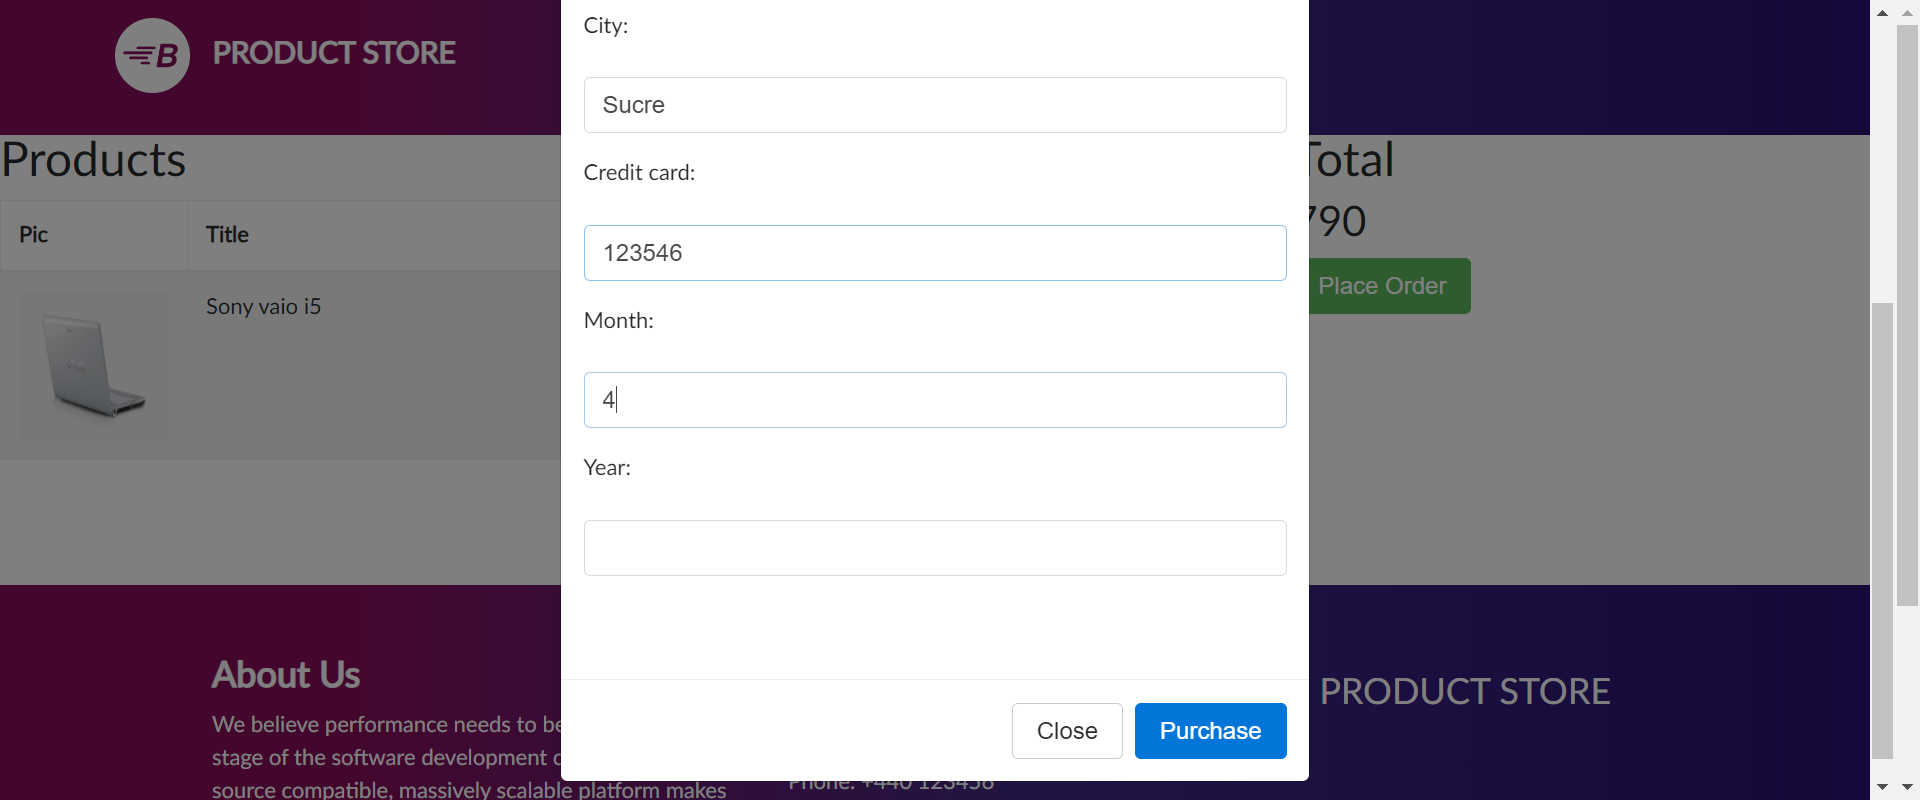 B PRODUCT STORE
City:
Sucre
Credit card:
123546
Month:
4
Year:
Close
Purchase
Products
Pic
Title
Sony vaio i5
Total
790
Place Order
About Us
We believe performance needs to be
stage of the software development
source compatible, massively scalable platform makes
Phone: +440 123456
PRODUCT STORE